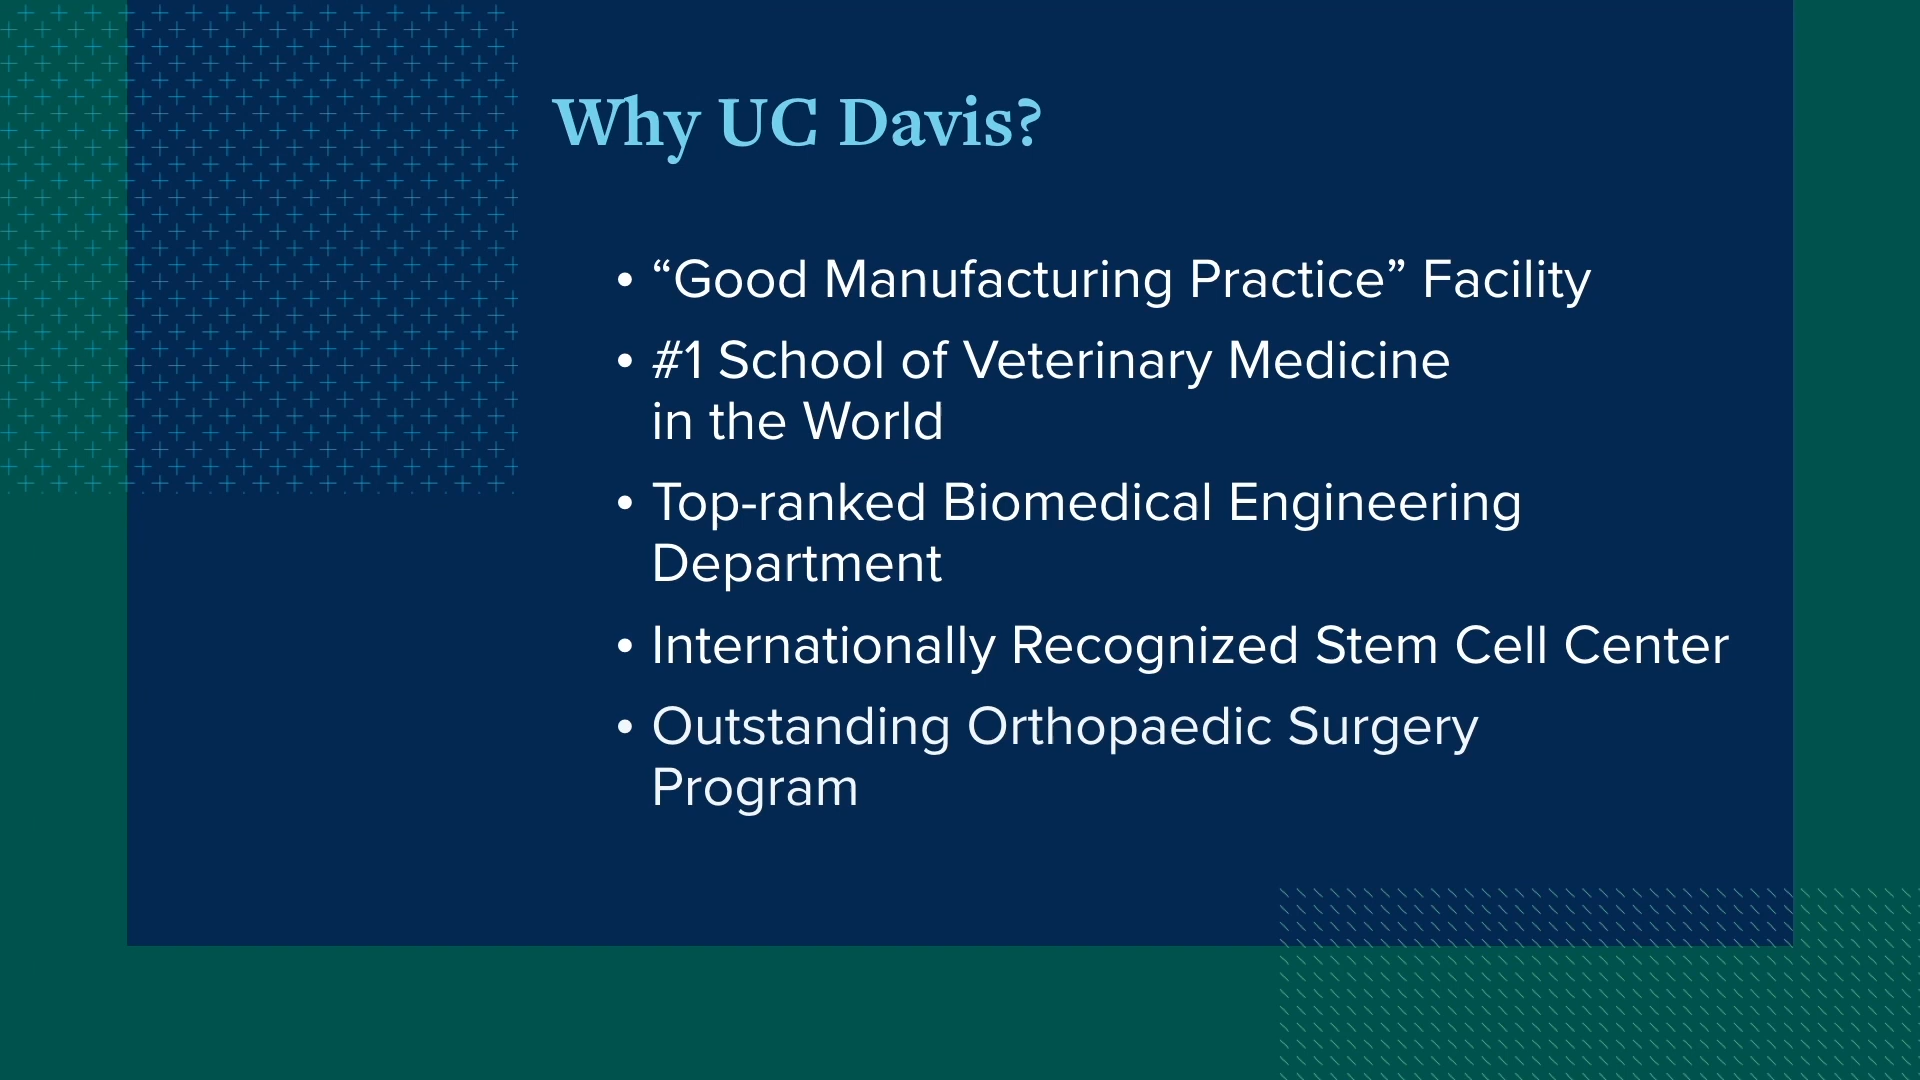 Why UC Davis?
• “Good Manufacturing Practice” Facility
• #1 School of Veterinary Medicine
in the World
• Top-ranked Biomedical Engineering
Department
• Internationally Recognized Stem Cell Center
• Outstanding Orthopaedic Surgery
Program